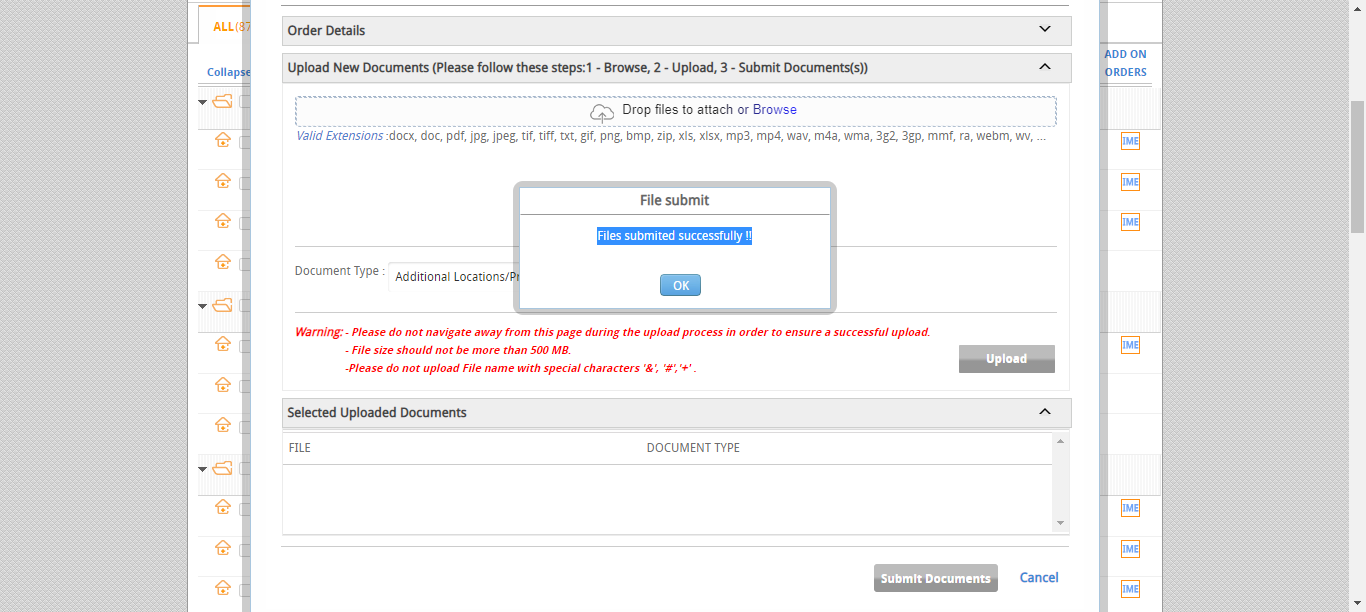 ALL(87
Collapse
ADD ON
ORDERS
Order Details
Upload New Documents (Please follow these steps:1 - Browse, 2 - Upload, 3 - Submit Documents(s))
Drop files to attach or Browse
Valid Extensions :docx, doc, pdf, jpg, jpeg, tif, tiff, txt, gif, png, bmp, zip, xls, xlsx, mp3, mp4, wav, m4a, wma, 3g2, 3gp, mmf, ra, webm, wv, ...
IME
IME
File submit
IME
Files submited successfully !!
Document Type :
Additional Locations/Pr
OK
Warning: - Please do not navigate away from this page during the upload process in order to ensure a successful upload.
- File size should not be more than 500 MB.
-Please do not upload File name with special characters '&', '#','+' .
IME
Upload
Selected Uploaded Documents
FILE
DOCUMENT TYPE
IME
IME
Submit Documents
Cancel
IME